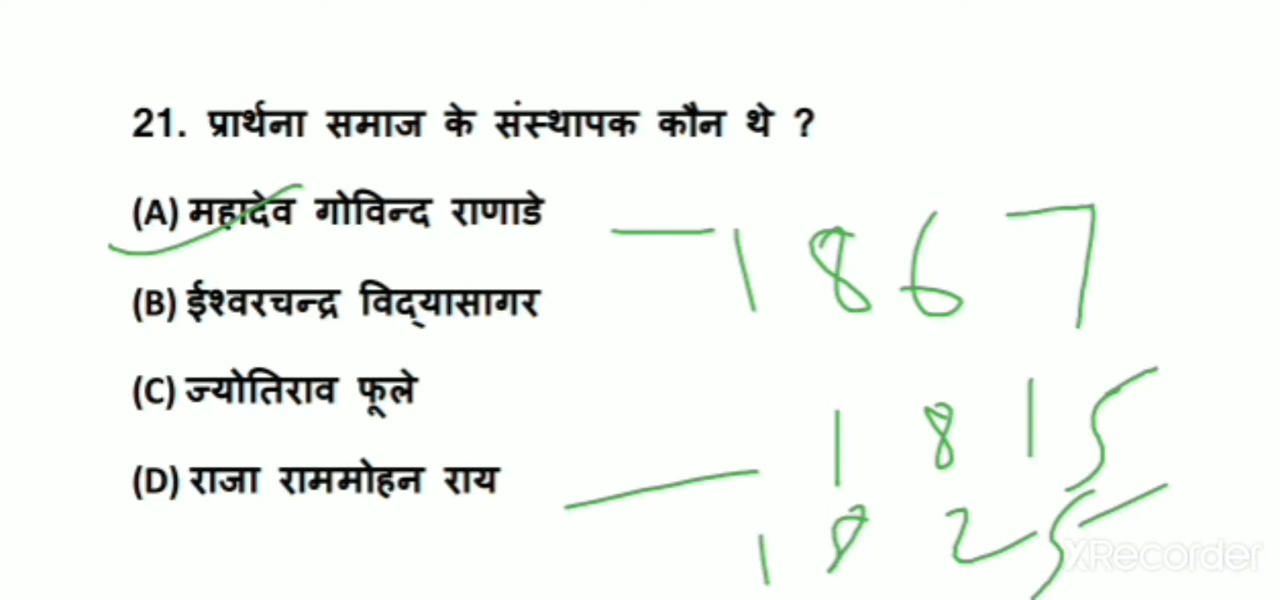 21. प्रार्थना समाज के संस्थापक कौन थे ?
(A) महादेव गोविन्द राणाडे — 1867
(B) ईश्वरचन्द्र विद्यासागर
(C) ज्योतिराव फूले
1815
(D) राजा राममोहन राय —
1825
XRecorder